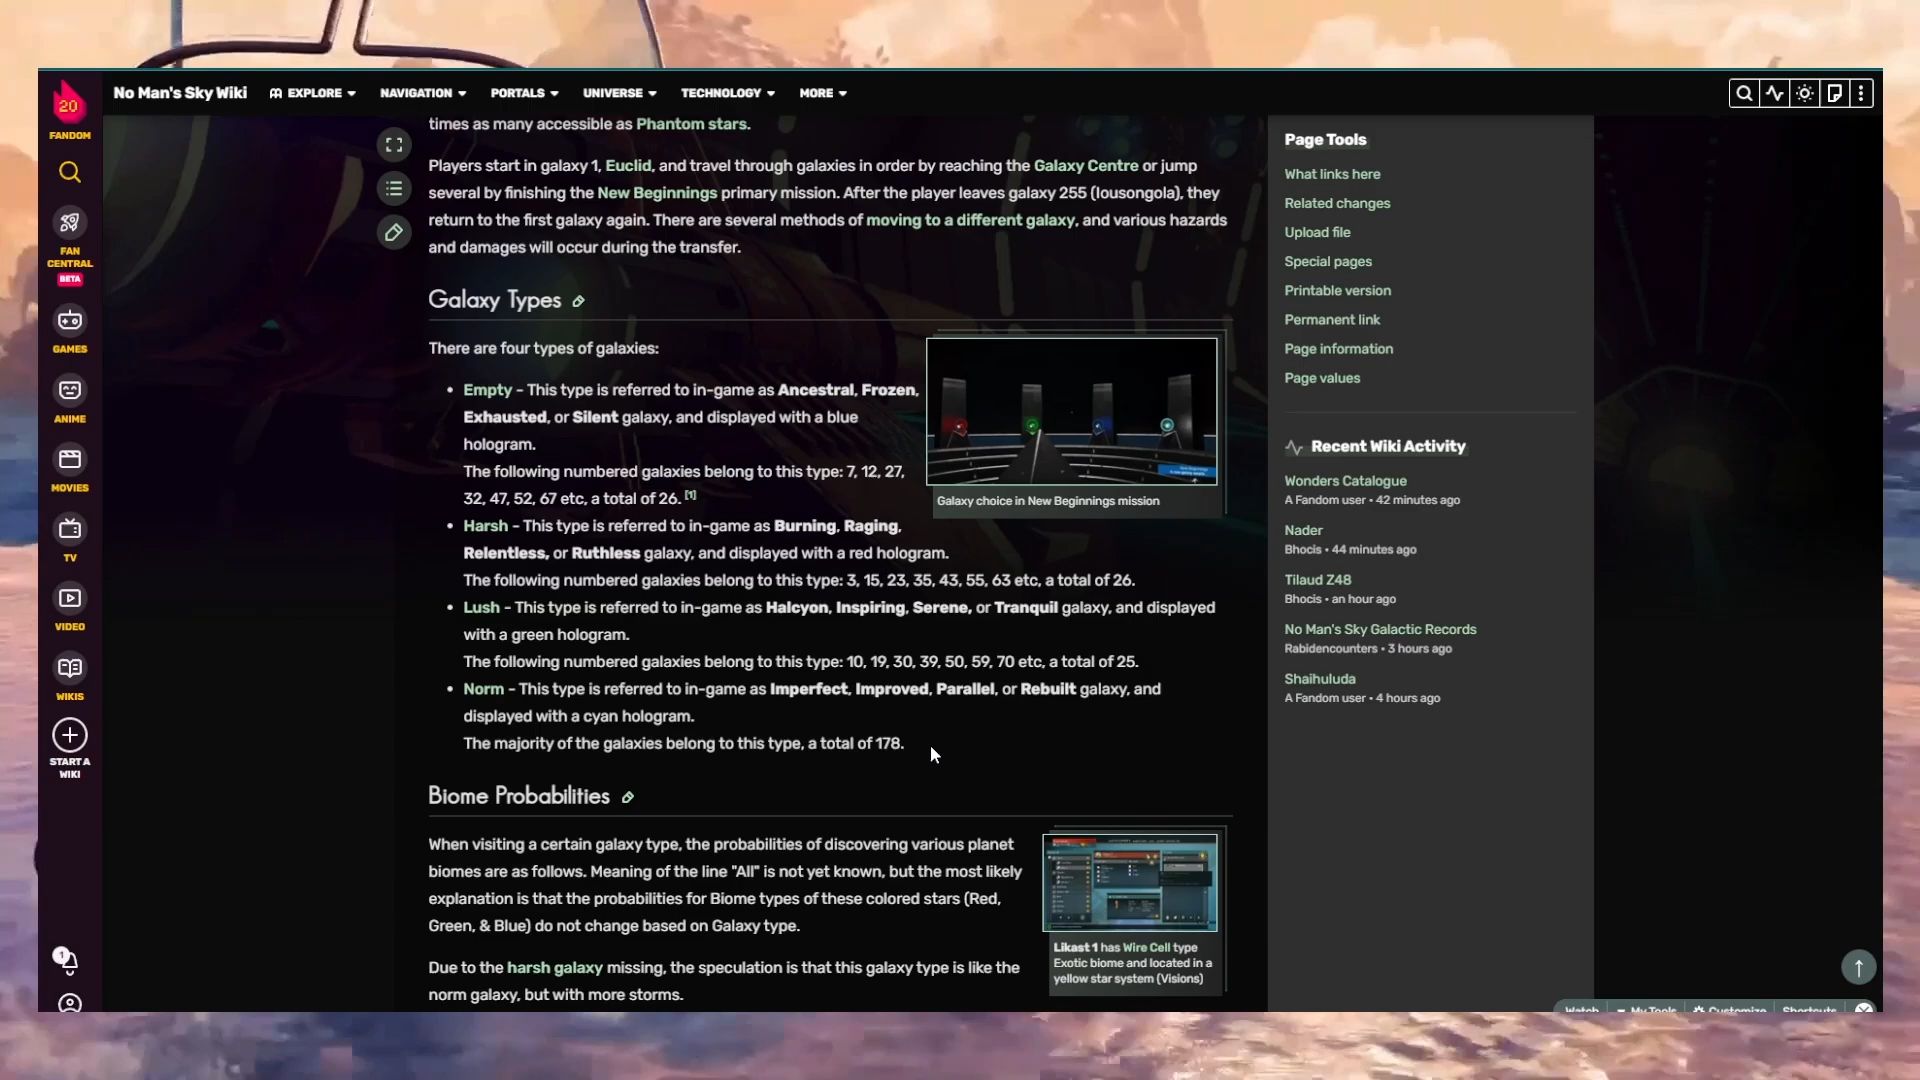 No Man's Sky Wiki
EXPLORE
NAVIGATION
PORTALS
UNIVERSE
TECHNOLOGY
MORE
20
FANDOM
FAN
CENTRAL
BETA
GAMES
ANIME
MOVIES
TV
VIDEO
WIKIS
START A
WIKI
1
times as many accessible as Phantom stars.
Players start in galaxy 1, Euclid, and travel through galaxies in order by reaching the Galaxy Centre or jump
several by finishing the New Beginnings primary mission. After the player leaves galaxy 255 (Iousongola), they
return to the first galaxy again. There are several methods of moving to a different galaxy, and various hazards
and damages will occur during the transfer.
Galaxy Types
There are four types of galaxies:
• Empty - This type is referred to in-game as Ancestral, Frozen,
Exhausted, or Silent galaxy, and displayed with a blue
hologram.
The following numbered galaxies belong to this type: 7, 12, 27,
32, 47, 52, 67 etc, a total of 26. [1]
• Harsh - This type is referred to in-game as Burning, Raging,
Relentless, or Ruthless galaxy, and displayed with a red hologram.
The following numbered galaxies belong to this type: 3, 15, 23, 35, 43, 55, 63 etc, a total of 26.
• Lush - This type is referred to in-game as Halcyon, Inspiring, Serene, or Tranquil galaxy, and displayed
with a green hologram.
The following numbered galaxies belong to this type: 10, 19, 30, 39, 50, 59, 70 etc, a total of 25.
• Norm - This type is referred to in-game as Imperfect, Improved, Parallel, or Rebuilt galaxy, and
displayed with a cyan hologram.
The majority of the galaxies belong to this type, a total of 178.
Galaxy choice in New Beginnings mission
Biome Probabilities
When visiting a certain galaxy type, the probabilities of discovering various planet
biomes are as follows. Meaning of the line "All" is not yet known, but the most likely
explanation is that the probabilities for Biome types of these colored stars (Red,
Green, & Blue) do not change based on Galaxy type.
Due to the harsh galaxy missing, the speculation is that this galaxy type is like the
norm galaxy, but with more storms.
Likast 1 has Wire Cell type
Exotic biome and located in a
yellow star system (Visions)
Page Tools
What links here
Related changes
Upload file
Special pages
Printable version
Permanent link
Page information
Page values
Recent Wiki Activity
Wonders Catalogue
A Fandom user • 42 minutes ago
Nader
Bhocis • 44 minutes ago
Tilaud Z48
Bhocis • an hour ago
No Man's Sky Galactic Records
Rabidencounters • 3 hours ago
Shaihuluda
A Fandom user • 4 hours ago
Watch
My Tools
Customize
Shortcuts